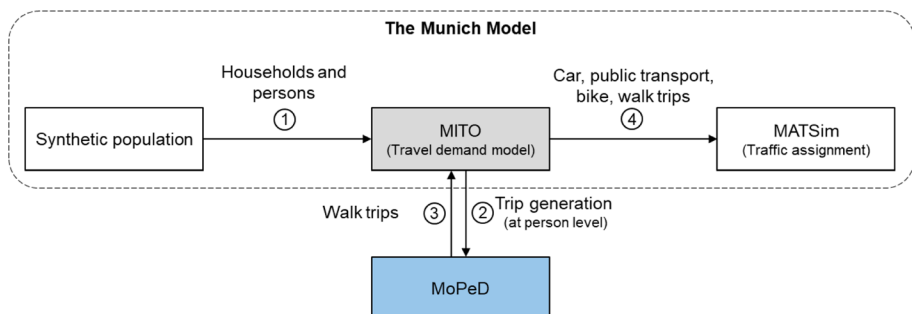 The Munich Model
Households and
persons
①
Car, public transport,
bike, walk trips
④
Synthetic population
MITO
(Travel demand model)
MATSim
(Traffic assignment)
Walk trips
③
②
Trip generation
(at person level)
MoPeD